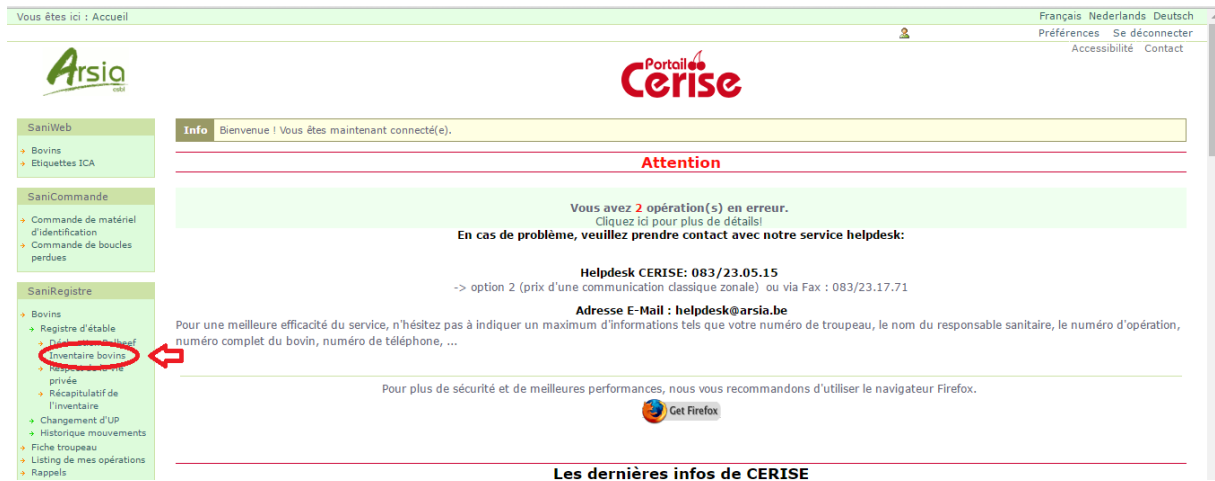 Vous êtes ici : Accueil
Français Nederlands Deutsch
Préférences Se déconnecter
Accessibilité Contact
Arsia
asbl
Portail
Cerise
SaniWeb
Bovins
Etiquettes ICA
SaniCommande
Commande de matériel
d'identification
Commande de boucles
perdues
SaniRegistre
Bovins
Registre d'étable
Inventaire bovins
privée
Récapitulatif de
l'inventaire
Changement d'UP
Historique mouvements
Fiche troupeau
Listing de mes opérations
Rappels
Info Bienvenue ! Vous êtes maintenant connecté(e).
Attention
Vous avez 2 opération(s) en erreur.
Cliquez ici pour plus de détails!
En cas de problème, veuillez prendre contact avec notre service helpdesk:
Helpdesk CERISE: 083/23.05.15
-> option 2 (prix d'une communication classique zonale) ou via Fax : 083/23.17.71
Adresse E-Mail : helpdesk@arsia.be
Pour une meilleure efficacité du service, n'hésitez pas à indiquer un maximum d'informations tels que votre numéro de troupeau, le nom du responsable sanitaire, le numéro d'opération,
numéro complet du bovin, numéro de téléphone, ...
Pour plus de sécurité et de meilleures performances, nous vous recommandons d'utiliser le navigateur Firefox.
Get Firefox
Les dernières infos de CERISE